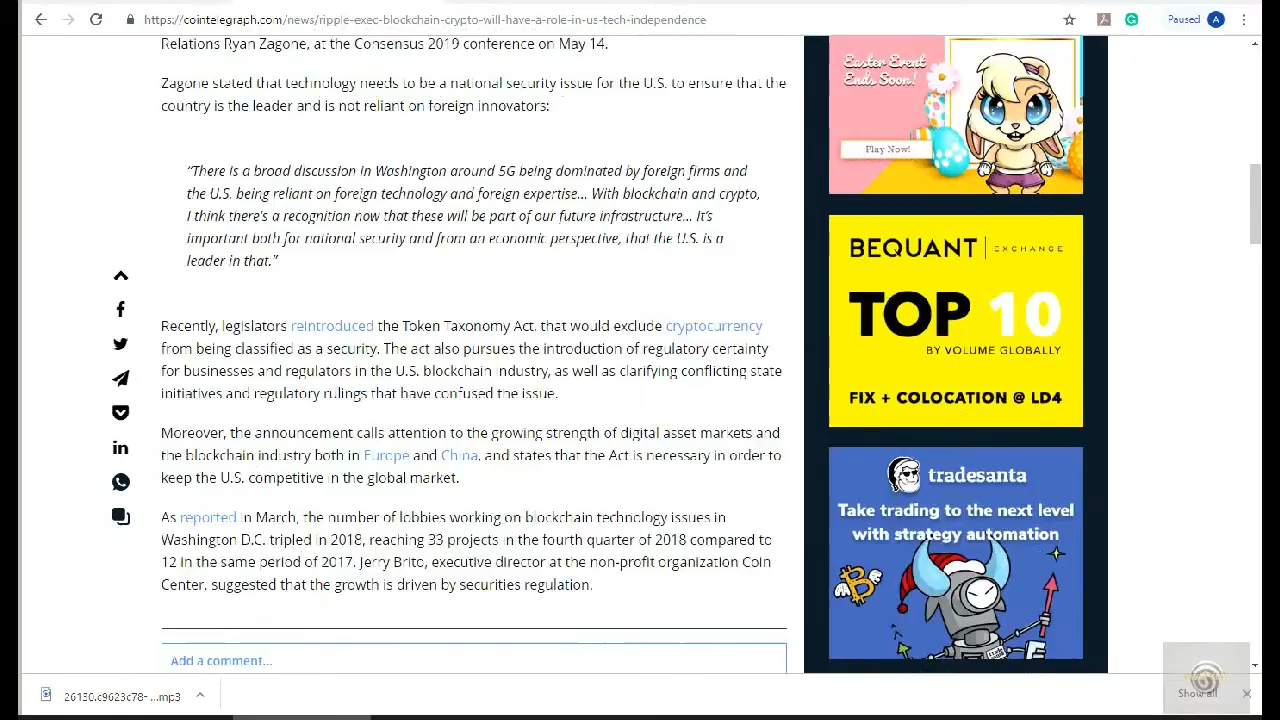 https://cointelegraph.com/news/ripple-exec-blockchain-crypto-will-have-a-role-in-us-tech-independence
Paused
A
Relations Ryan Zagone, at the Consensus 2019 conference on May 14.
Zagone stated that technology needs to be a national security issue for the U.S. to ensure that the
country is the leader and is not reliant on foreign innovators:
“There is a broad discussion in Washington around 5G being dominated by foreign firms and
the U.S. being reliant on foreign technology and foreign expertise... With blockchain and crypto,
I think there’s a recognition now that these will be part of our future infrastructure... It’s
important both for national security and from an economic perspective, that the U.S. is a
leader in that.”
Recently, legislators reintroduced the Token Taxonomy Act, that would exclude cryptocurrency
from being classified as a security. The act also pursues the introduction of regulatory certainty
for businesses and regulators in the U.S. blockchain industry, as well as clarifying conflicting state
initiatives and regulatory rulings that have confused the issue.
Moreover, the announcement calls attention to the growing strength of digital asset markets and
the blockchain industry both in Europe and China, and states that the Act is necessary in order to
keep the U.S. competitive in the global market.
As reported in March, the number of lobbies working on blockchain technology issues in
Washington D.C. tripled in 2018, reaching 33 projects in the fourth quarter of 2018 compared to
12 in the same period of 2017. Jerry Brito, executive director at the non-profit organization Coin
Center, suggested that the growth is driven by securities regulation.
Add a comment...
Easter Event
Ends Soon!
Play Now!
BEQUANT | EXCHANGE
TOP 10
BY VOLUME GLOBALLY
FIX + COLOCATION @ LD4
tradesanta
Take trading to the next level
with strategy automation
26130.c9623c78-....mp3
Show all